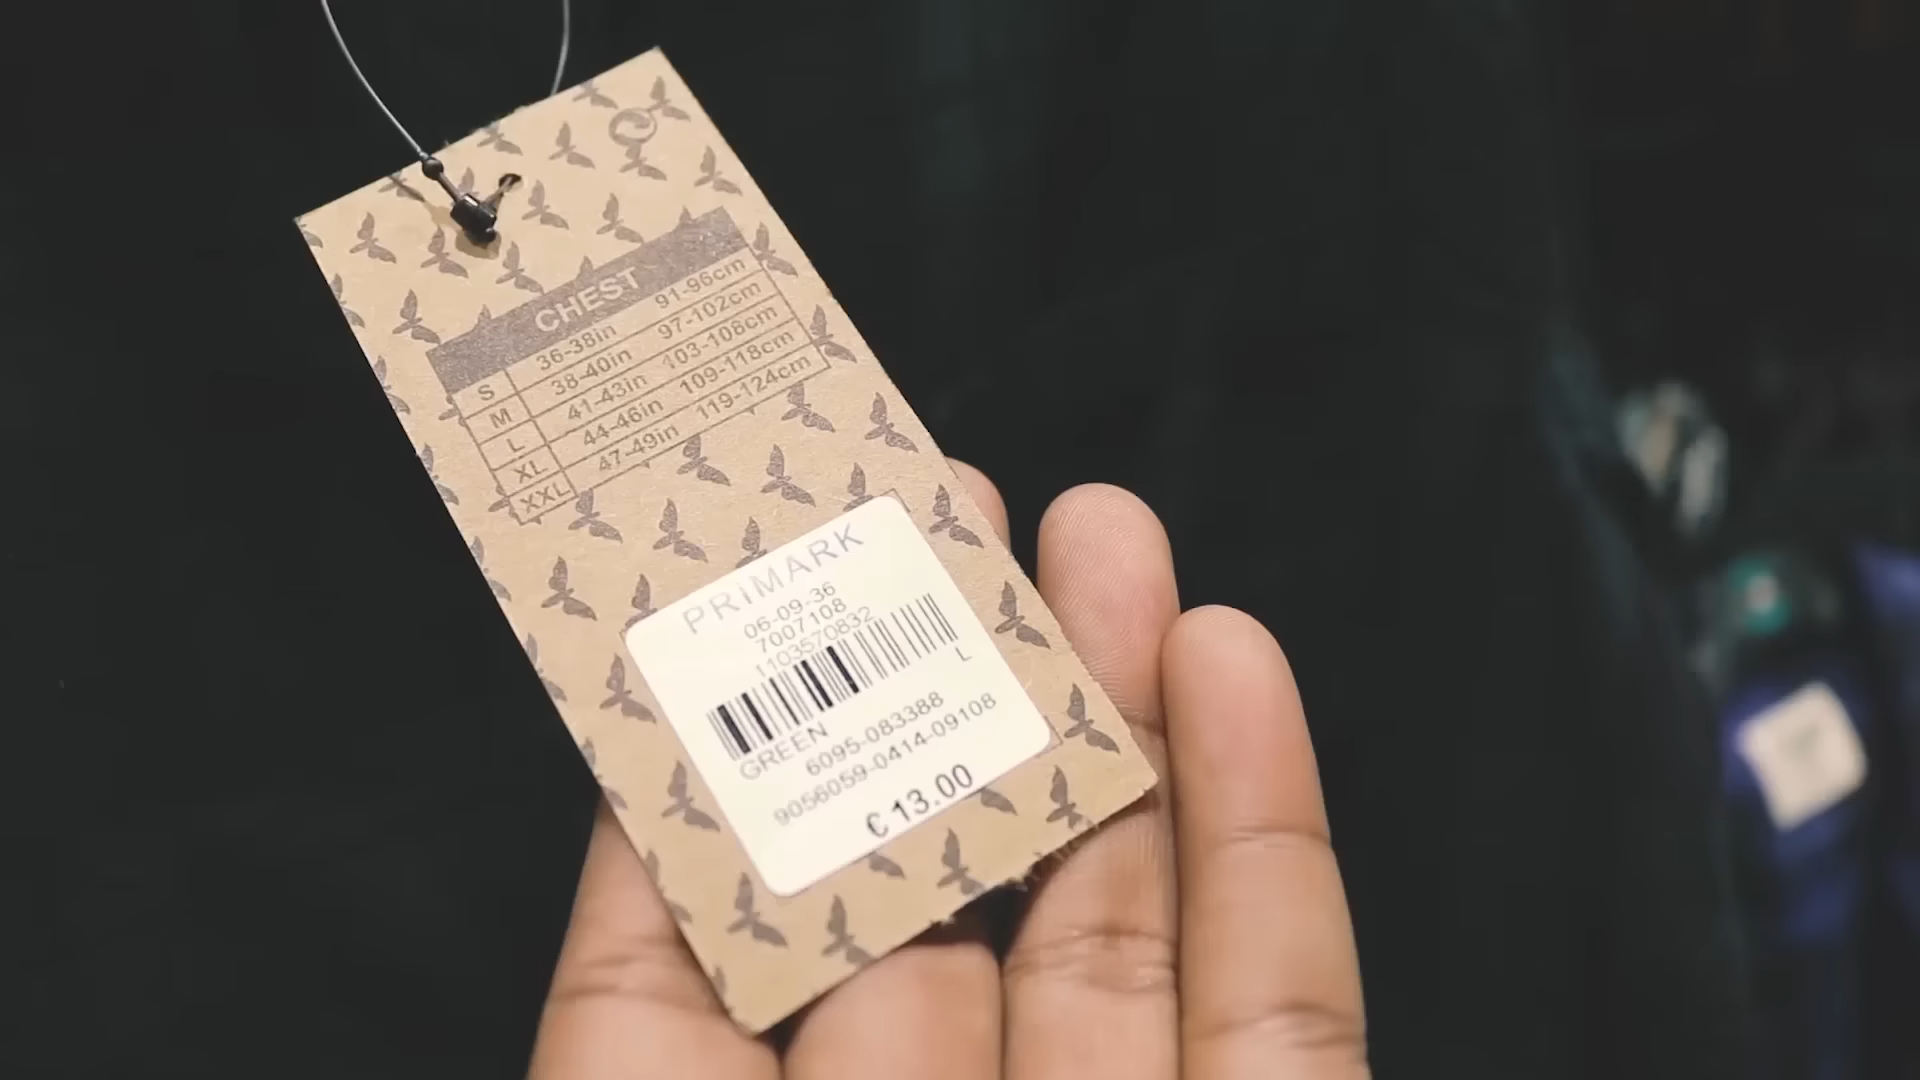 CHEST
S 36-38in 91-96cm
M 38-40in 97-102cm
L 41-43in 103-108cm
XL 44-46in 109-118cm
XXL 47-49in 119-124cm
PRIMARK
06-09-36
7007108
1103570832
L
GREEN
6095-083388
9056059-0414-09108
€ 13.00